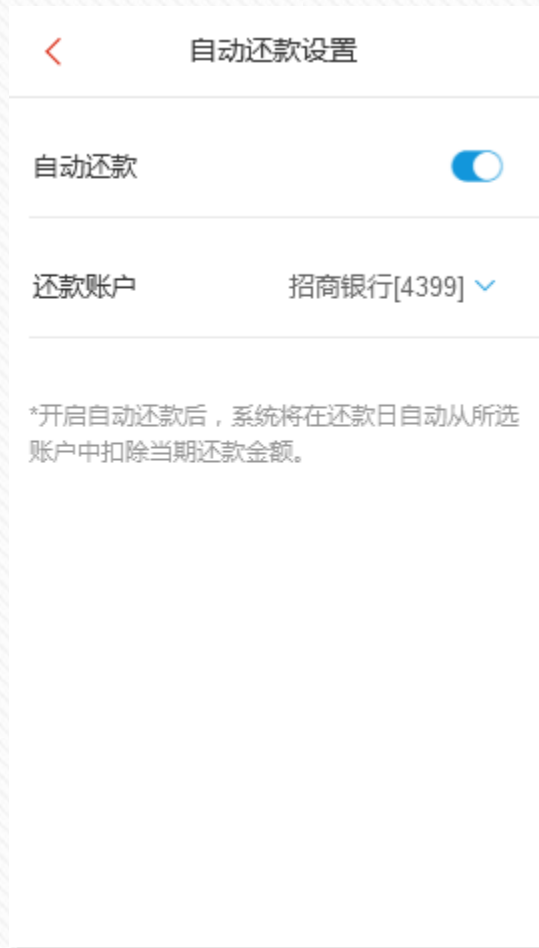 自动还款设置
自动还款
还款账户 招商银行[4399]
*开启自动还款后，系统将在还款日自动从所选
账户中扣除当期还款金额。